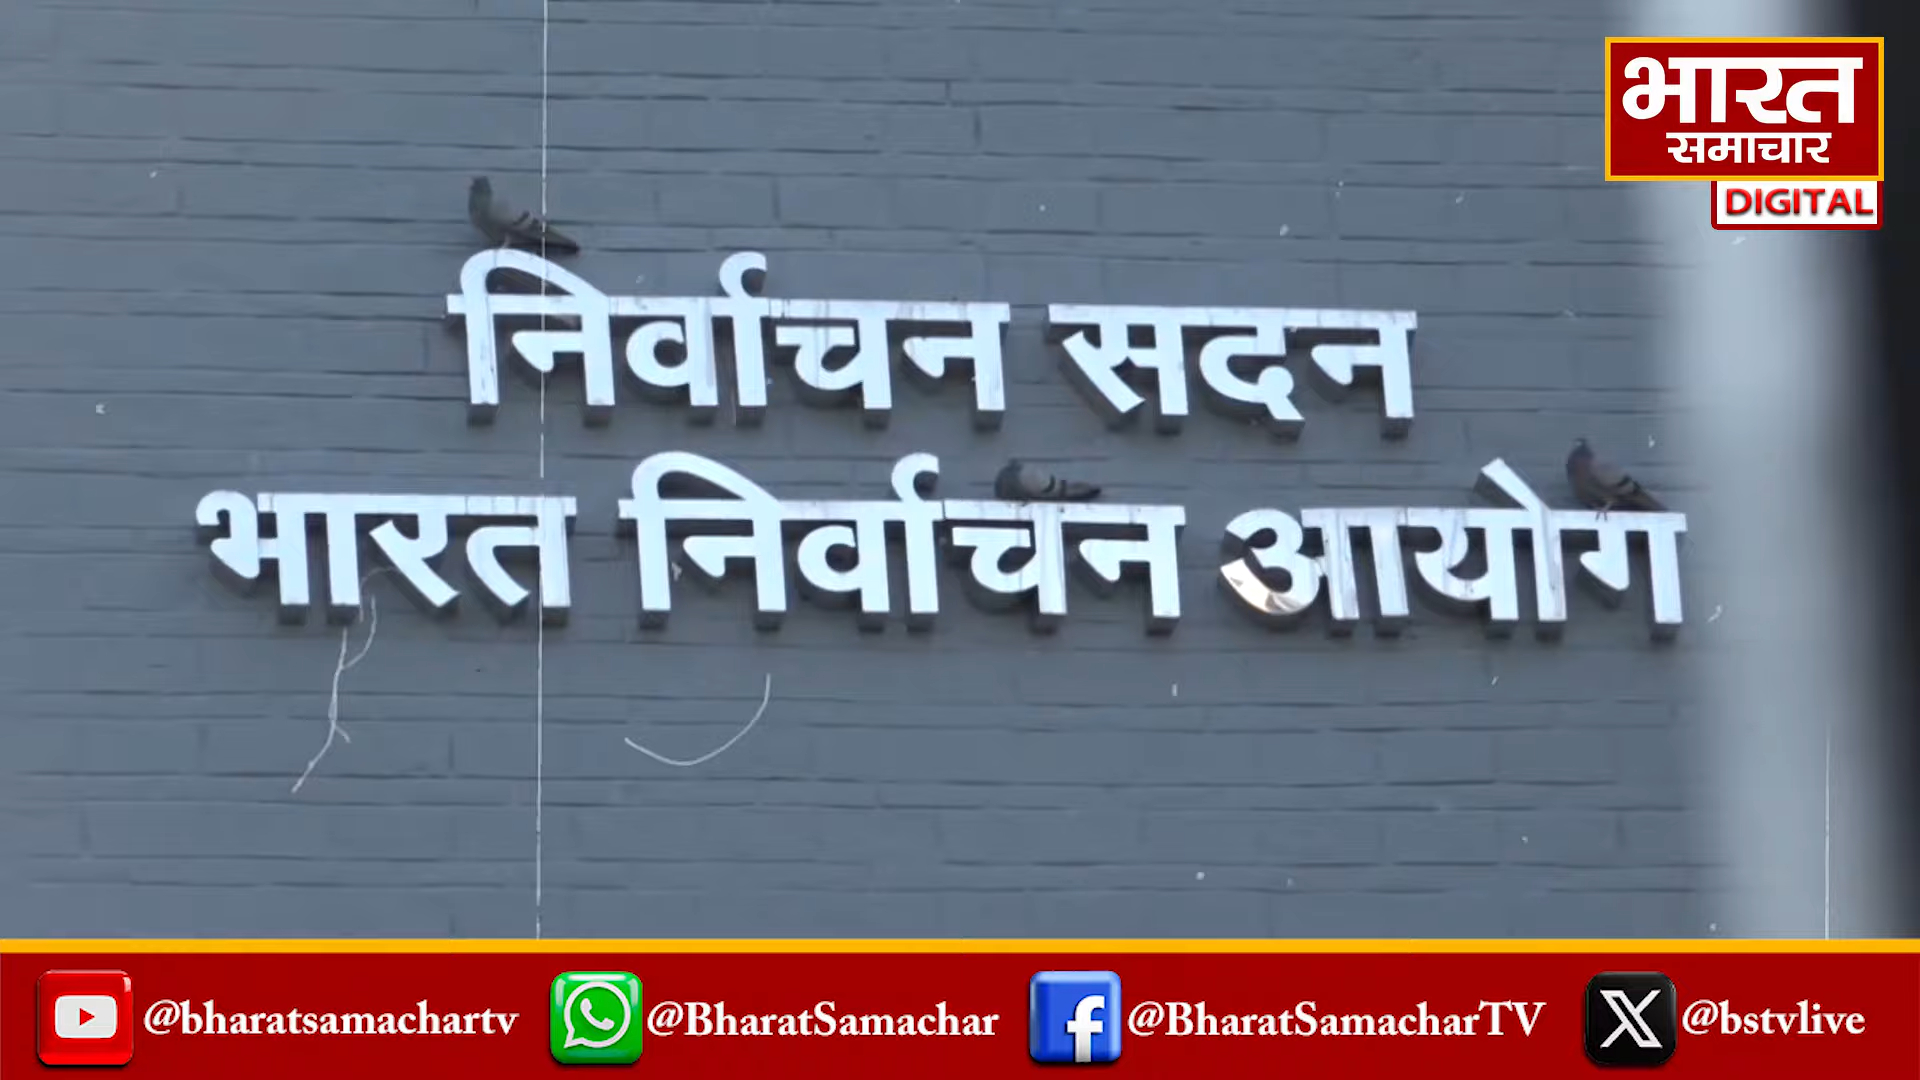 भारत
समाचार
DIGITAL
निर्वाचन सदन
भारत निर्वाचन आयोग
@bharatsamachartv @BharatSamachar @BharatSamacharTV @bstvlive